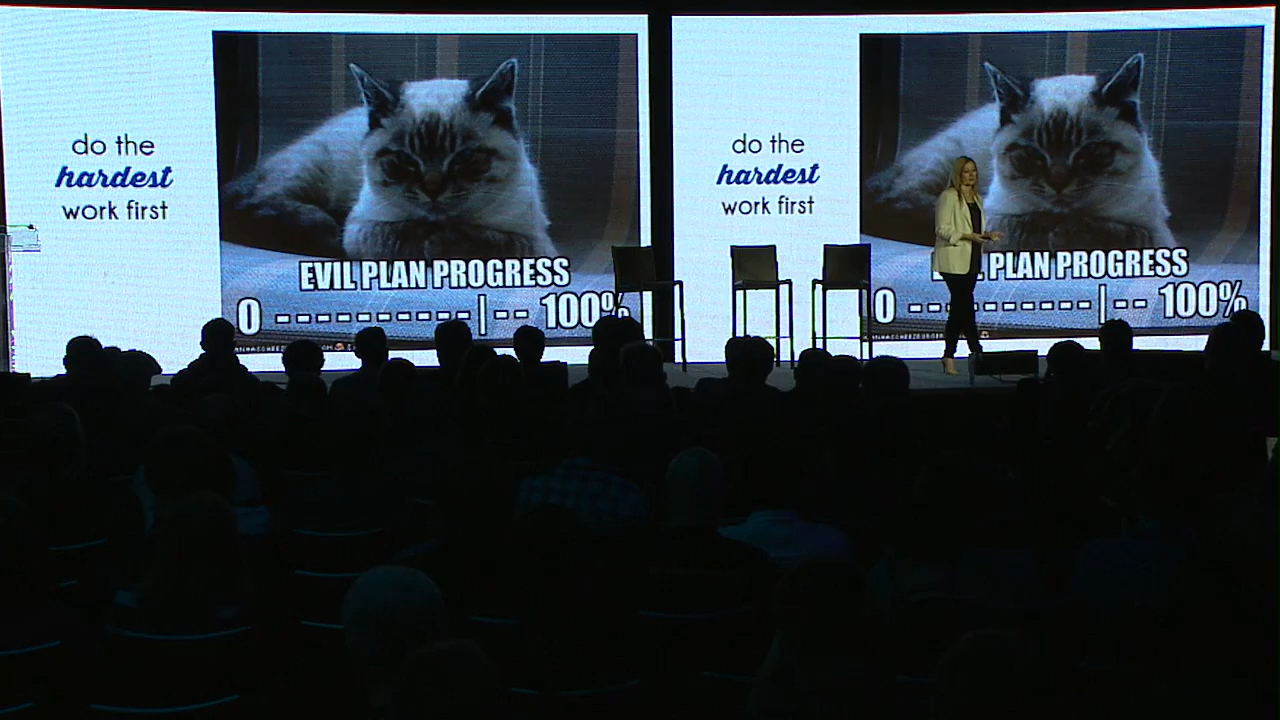 do the
hardest
work first
EVIL PLAN PROGRESS
0 ----------|-- 100%
do the
hardest
work first
PLAN PROGRESS
0 ----------|-- 100%